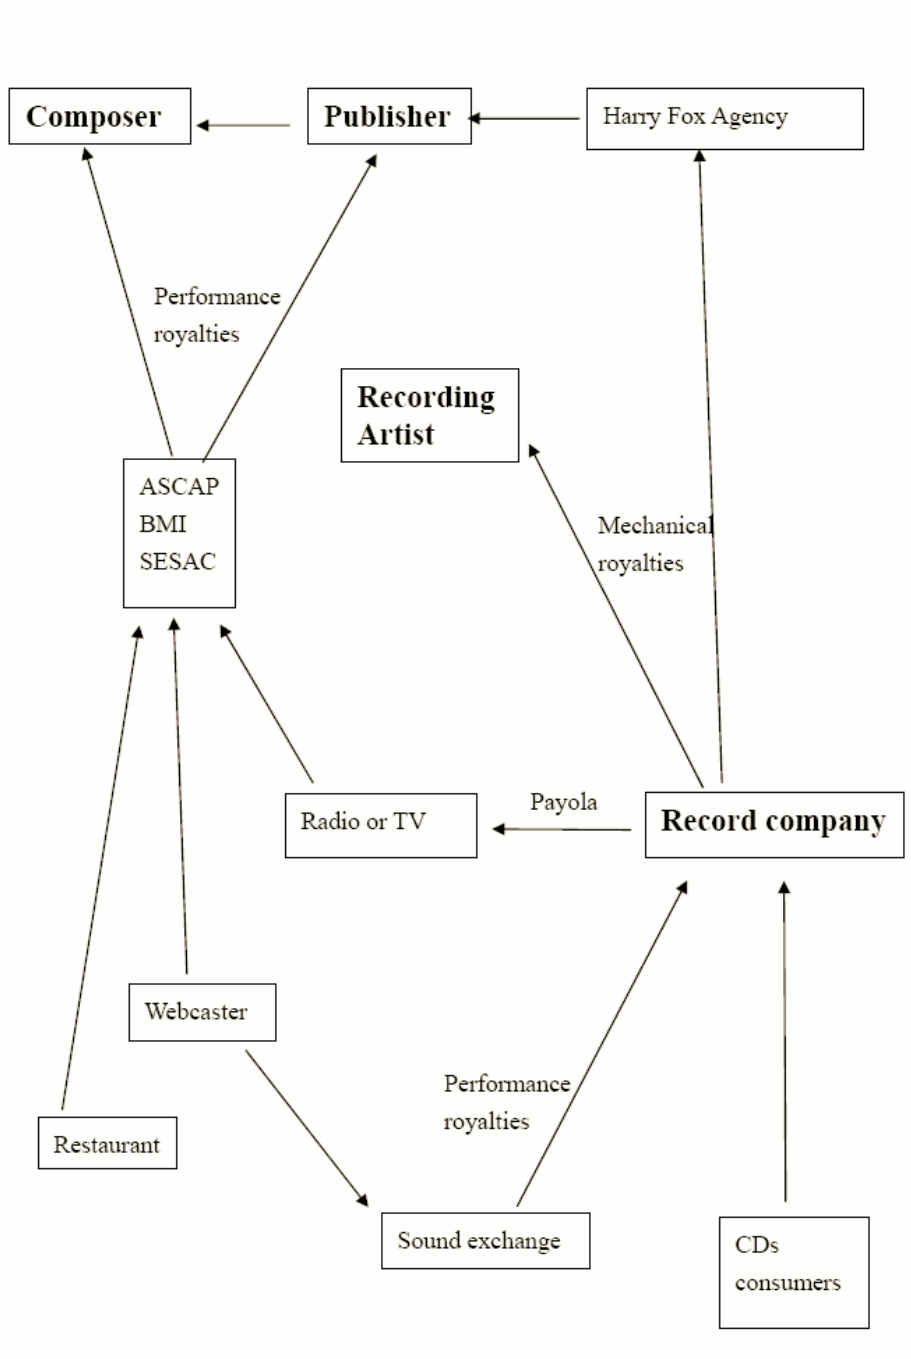 Composer
Publisher
Harry Fox Agency
Performance
royalties
Recording
Artist
ASCAP
BMI
SESAC
Mechanical
royalties
Payola
Radio or TV
Record company
Webcaster
Performance
royalties
Restaurant
Sound exchange
CDs
consumers